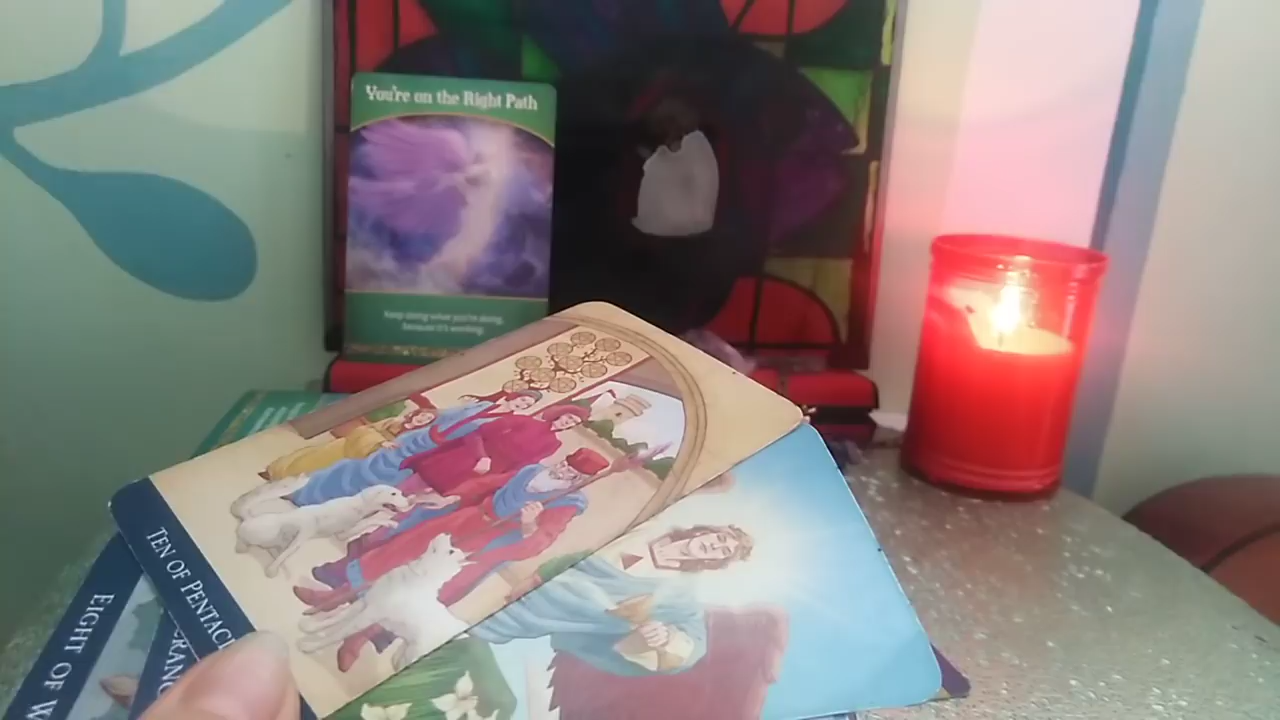 You're on the Right Path
Keep doing what you're doing,
because it's working.
TEN OF PENTAC
EIGHT OF W